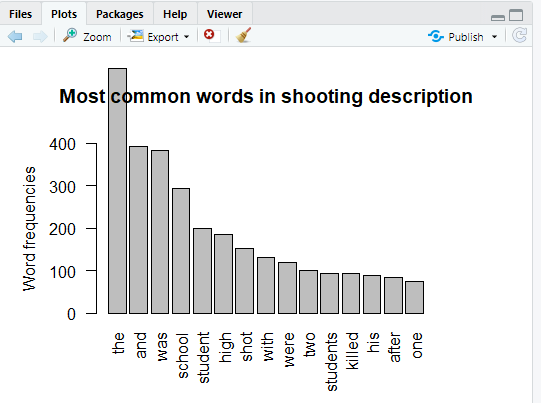 Files Plots Packages Help Viewer
Zoom Export Publish
Most common words in shooting description
Word frequencies
400
300
200
100
0
the and was school student high shot with were two students killed his after one